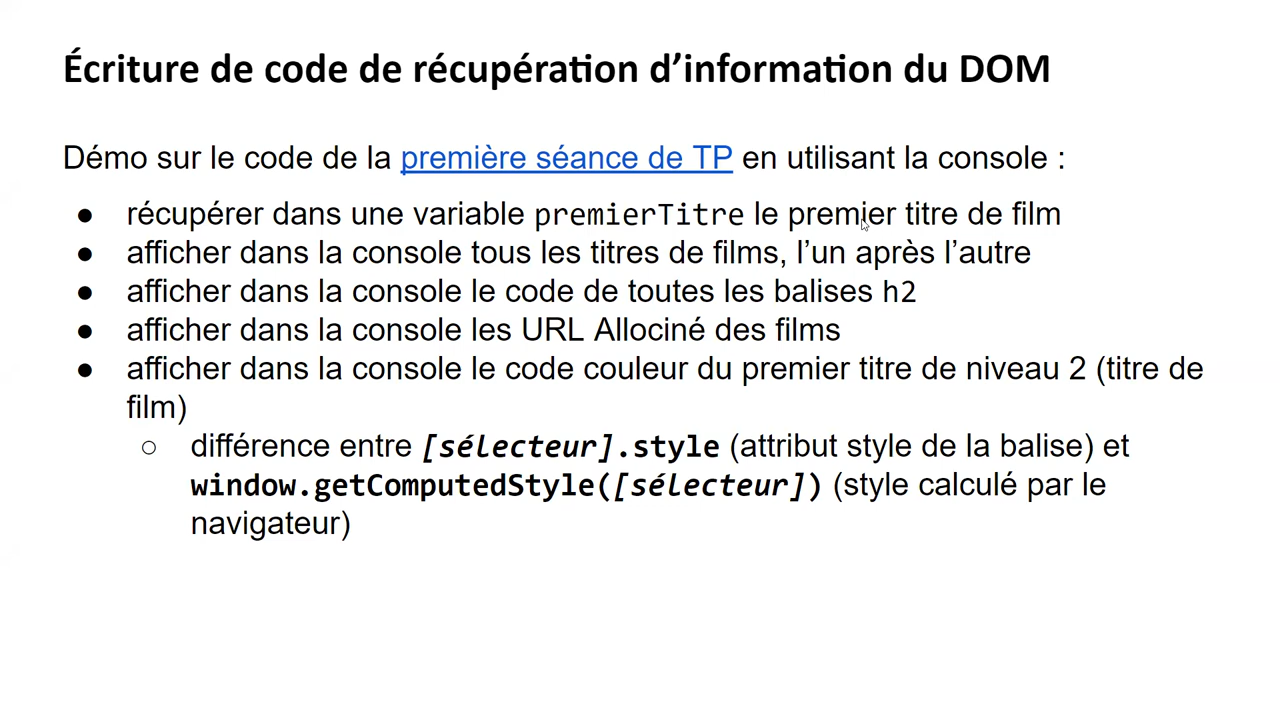 Écriture de code de récupération d’information du DOM
Démo sur le code de la première séance de TP en utilisant la console :
● récupérer dans une variable premierTitre le premier titre de film
● afficher dans la console tous les titres de films, l’un après l’autre
● afficher dans la console le code de toutes les balises h2
● afficher dans la console les URL Allociné des films
● afficher dans la console le code couleur du premier titre de niveau 2 (titre de
film)
○ différence entre [sélecteur].style (attribut style de la balise) et
window.getComputedStyle([sélecteur]) (style calculé par le
navigateur)